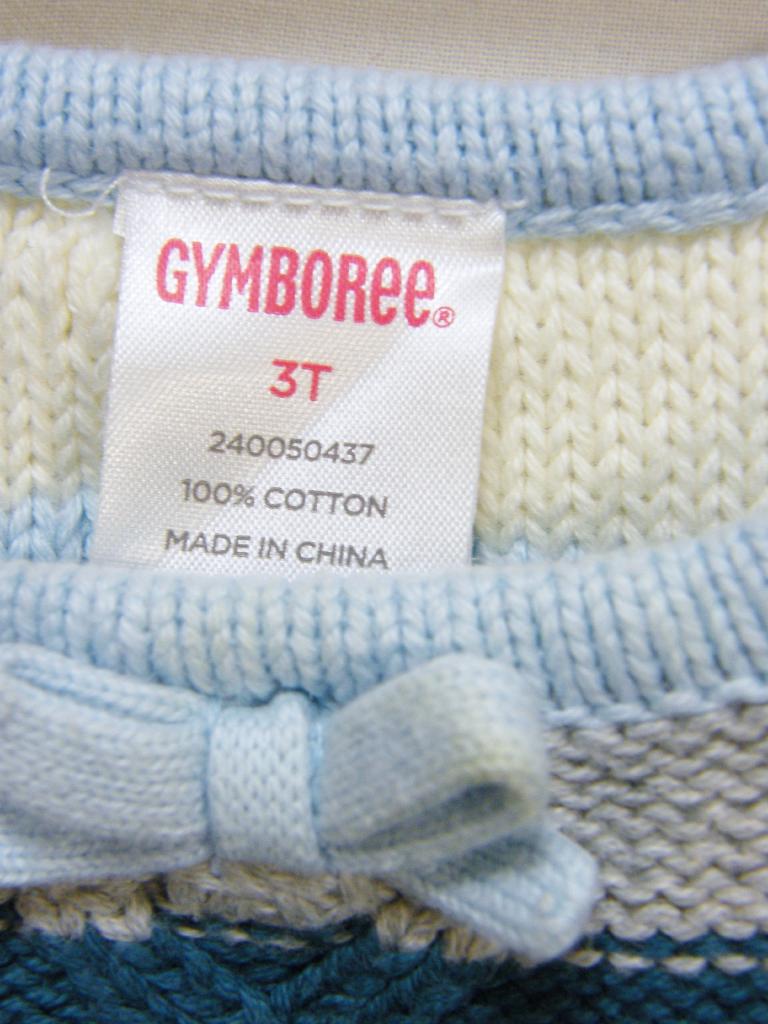 GYMBOREE®
3T
240050437
100% COTTON
MADE IN CHINA